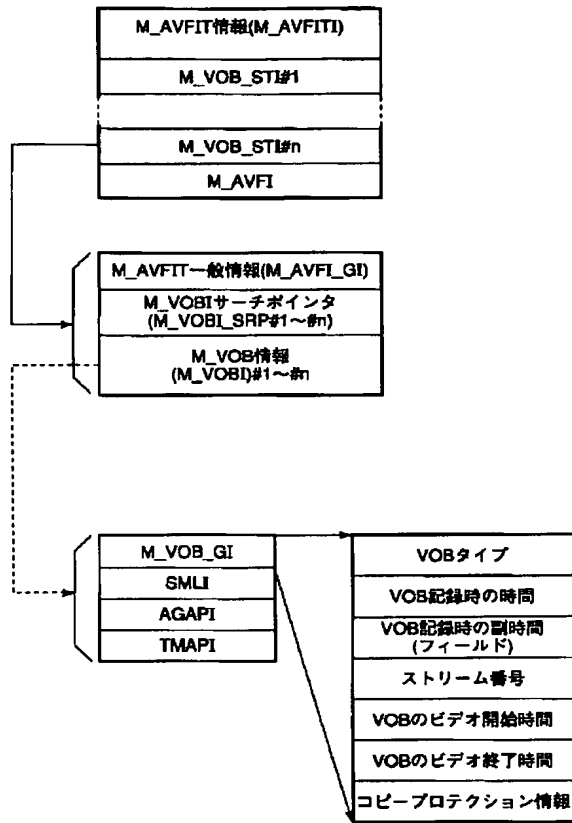 M_AVFIT情報(M_AVFITI)
M_VOB_STI#1
M_VOB_STI#n
M_AVFI
M_AVFIT一般情報(M_AVFI_GI)
M_VOBIサーチポインタ
(M_VOBI_SRP#1～#n)
M_VOB情報
(M_VOBI)#1～#n
M_VOB_GI
SMLI
AGAPI
TMAPI
VOBタイプ
VOB記録時の時間
VOB記録時の副時間
(フィールド)
ストリーム番号
VOBのビデオ開始時間
VOBのビデオ終了時間
コピープロテクション情報